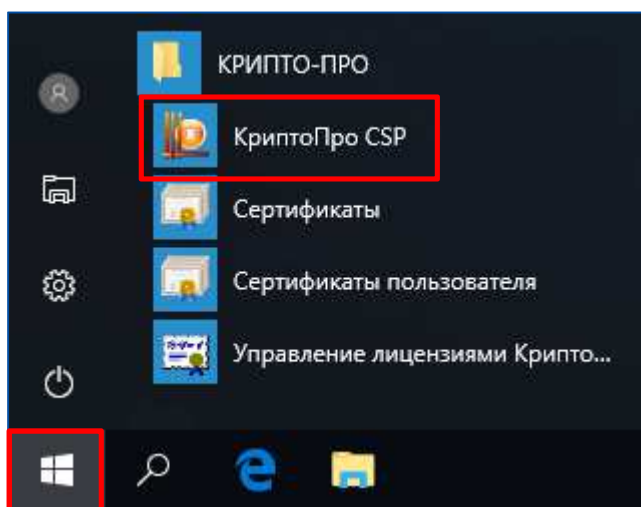 КРИПТО-ПРО
КриптоПро CSP
Сертификаты
Сертификаты пользователя
Управление лицензиями Крипто...